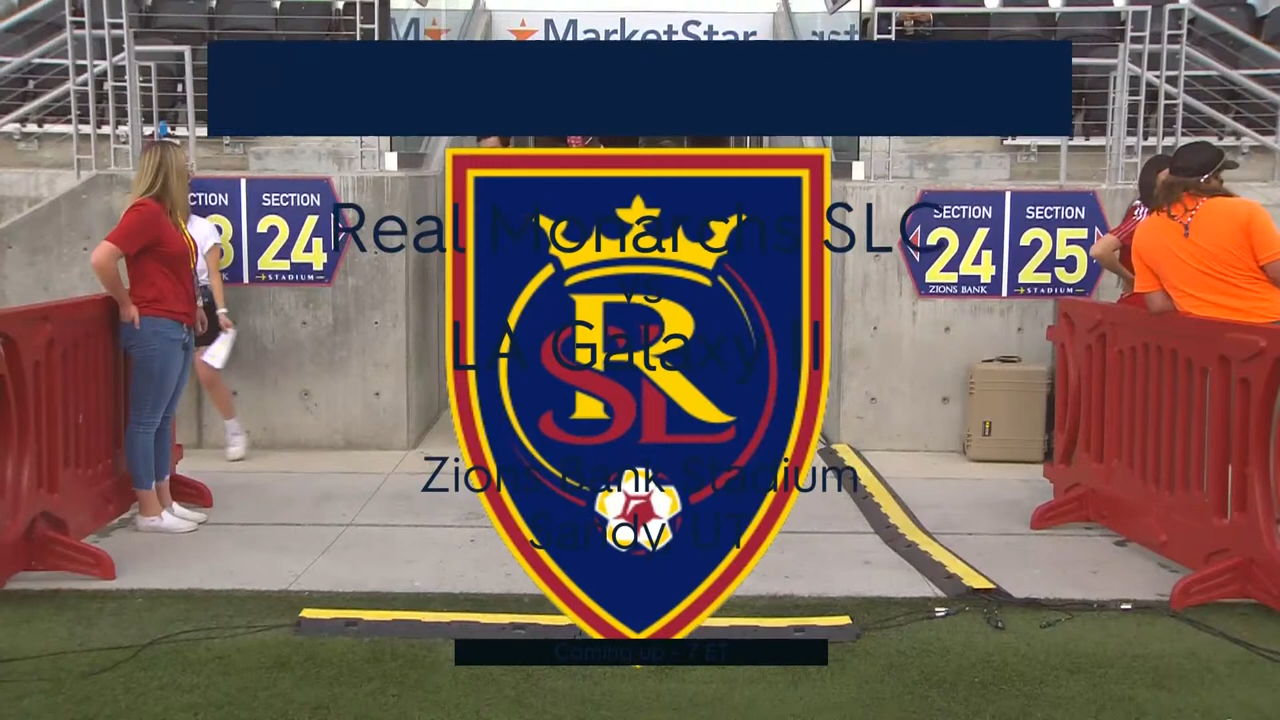 MarketStar
SECTION
24
STADIUM
SECTION
24
ZIONS BANK
SECTION
25
STADIUM
Real Monarchs SLC
vs
LA Galaxy II
RSL
Zions Bank Stadium
Sandy, UT
Coming up - 7 ET